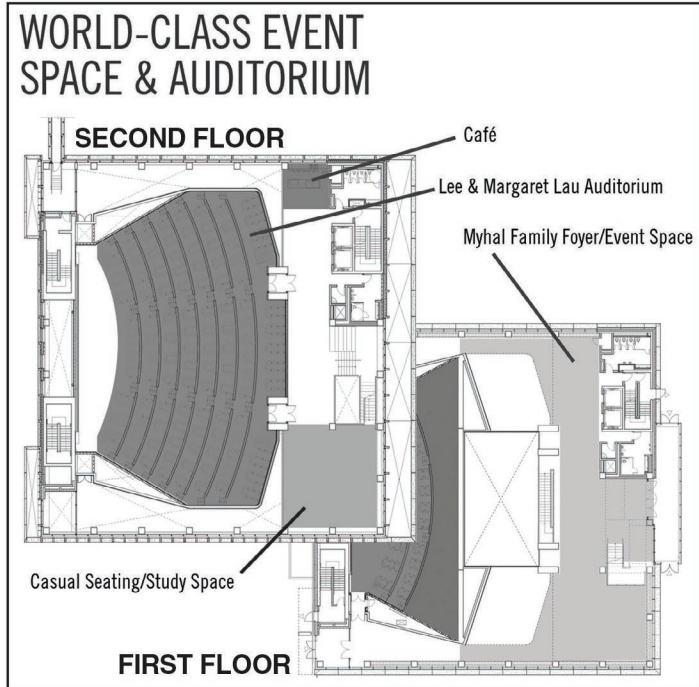 WORLD-CLASS EVENT
SPACE & AUDITORIUM
SECOND FLOOR
Café
Lee & Margaret Lau Auditorium
Myhal Family Foyer/Event Space
Casual Seating/Study Space
FIRST FLOOR